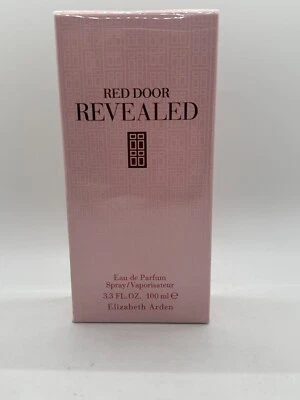 RED DOOR
REVEALED
Eau de Parfum
Spray/Vaporisateur
3.3 FL.OZ. 100 ml ℮
Elizabeth Arden